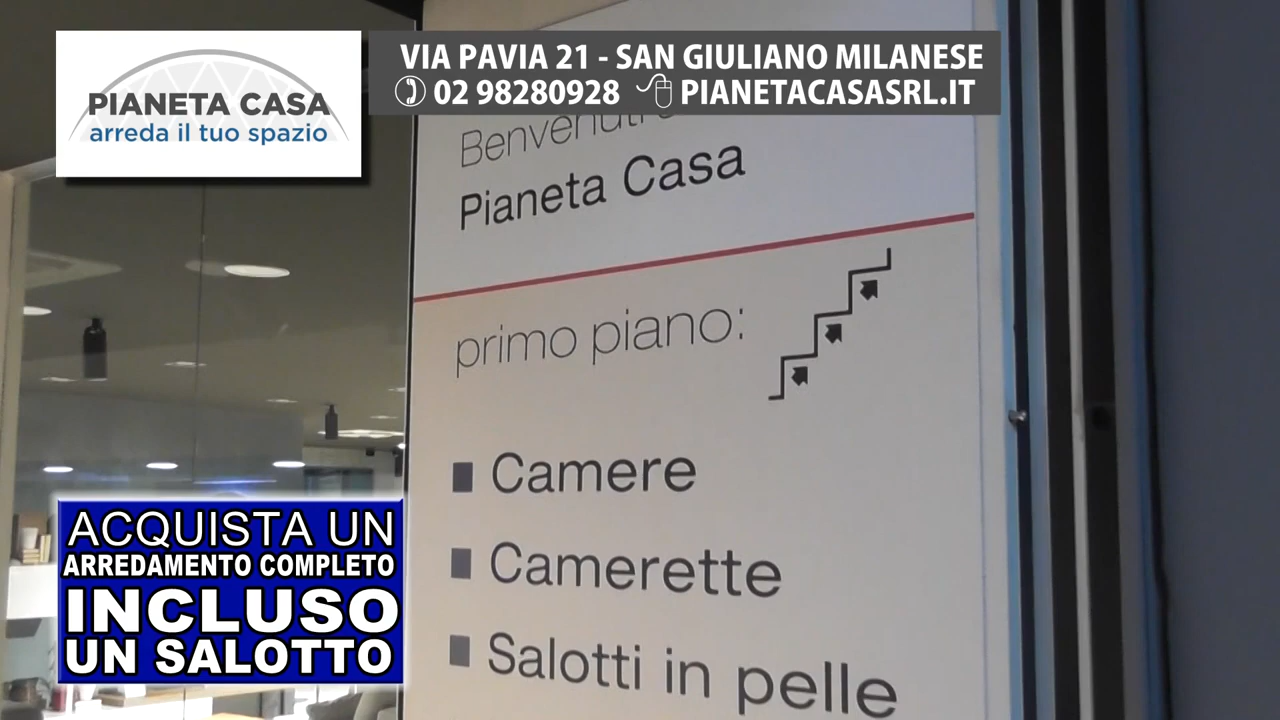 PIANETA CASA
arreda il tuo spazio
VIA PAVIA 21 - SAN GIULIANO MILANESE
02 98280928 PIANETACASASRL.IT
Benvenuti
Pianeta Casa
primo piano:
Camere
Camerette
Salotti in pelle
ACQUISTA UN
ARREDAMENTO COMPLETO
INCLUSO
UN SALOTTO